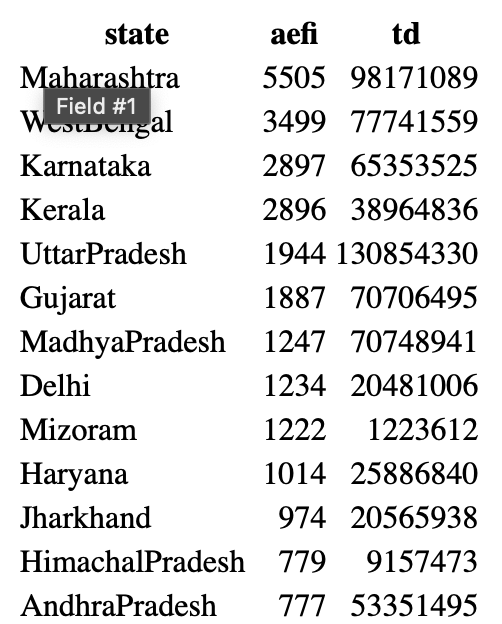 state aefi td
Maharashtra 5505 98171089
Field #1
WestBengal 3499 77741559
Karnataka 2897 65353525
Kerala 2896 38964836
UttarPradesh 1944 130854330
Gujarat 1887 70706495
MadhyaPradesh 1247 70748941
Delhi 1234 20481006
Mizoram 1222 1223612
Haryana 1014 25886840
Jharkhand 974 20565938
HimachalPradesh 779 9157473
AndhraPradesh 777 53351495